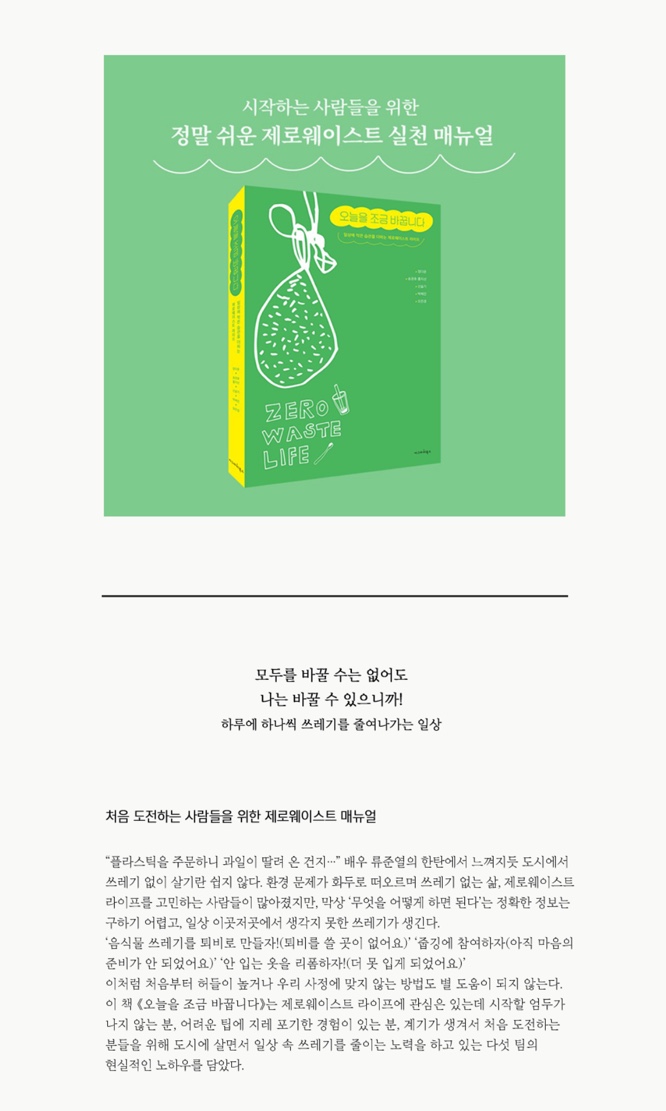 시작하는 사람들을 위한
정말 쉬운 제로웨이스트 실천 매뉴얼
오늘을 조금 바꿉니다
ZERO
WASTE
LIFE
모두를 바꿀 수는 없어도
나는 바꿀 수 있으니까!
하루에 하나씩 쓰레기를 줄여나가는 일상
처음 도전하는 사람들을 위한 제로웨이스트 매뉴얼
“플라스틱을 주문하니 과일이 딸려 온 건지…” 배우 류준열의 한탄에서 느껴지듯 도시에서
쓰레기 없이 살기란 쉽지 않다. 환경 문제가 화두로 떠오르며 쓰레기 없는 삶, 제로웨이스트
라이프를 고민하는 사람들이 많아졌지만, 막상 ‘무엇을 어떻게 하면 된다’는 정확한 정보는
구하기 어렵고, 일상 이곳저곳에서 생각지 못한 쓰레기가 생긴다.
‘음식물 쓰레기를 퇴비로 만들자!(퇴비를 쓸 곳이 없어요)’ ‘줍깅에 참여하자(아직 마음의
준비가 안 되었어요)’ ‘안 입는 옷을 리폼하자!(더 못 입게 되었어요)’
이처럼 처음부터 허들이 높거나 우리 사정에 맞지 않는 방법도 별 도움이 되지 않는다.
이 책 《오늘을 조금 바꿉니다》는 제로웨이스트 라이프에 관심은 있는데 시작할 엄두가
나지 않는 분, 어려운 팁에 지레 포기한 경험이 있는 분, 계기가 생겨서 처음 도전하는
분들을 위해 도시에 살면서 일상 속 쓰레기를 줄이는 노력을 하고 있는 다섯 팀의
현실적인 노하우를 담았다.